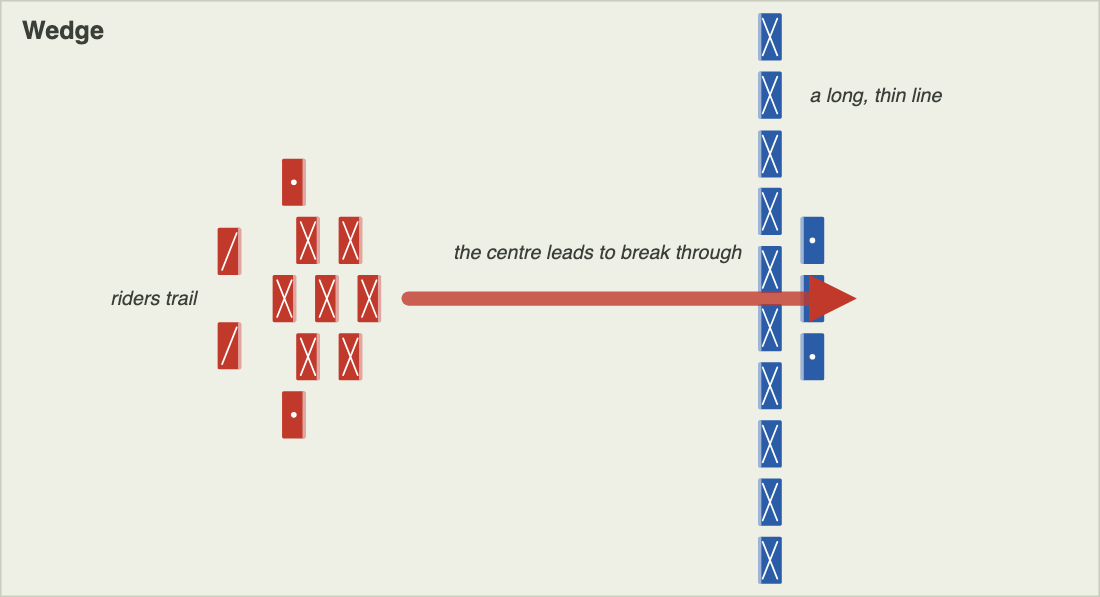 Wedge
a long, thin line
the centre leads to break through
riders trail